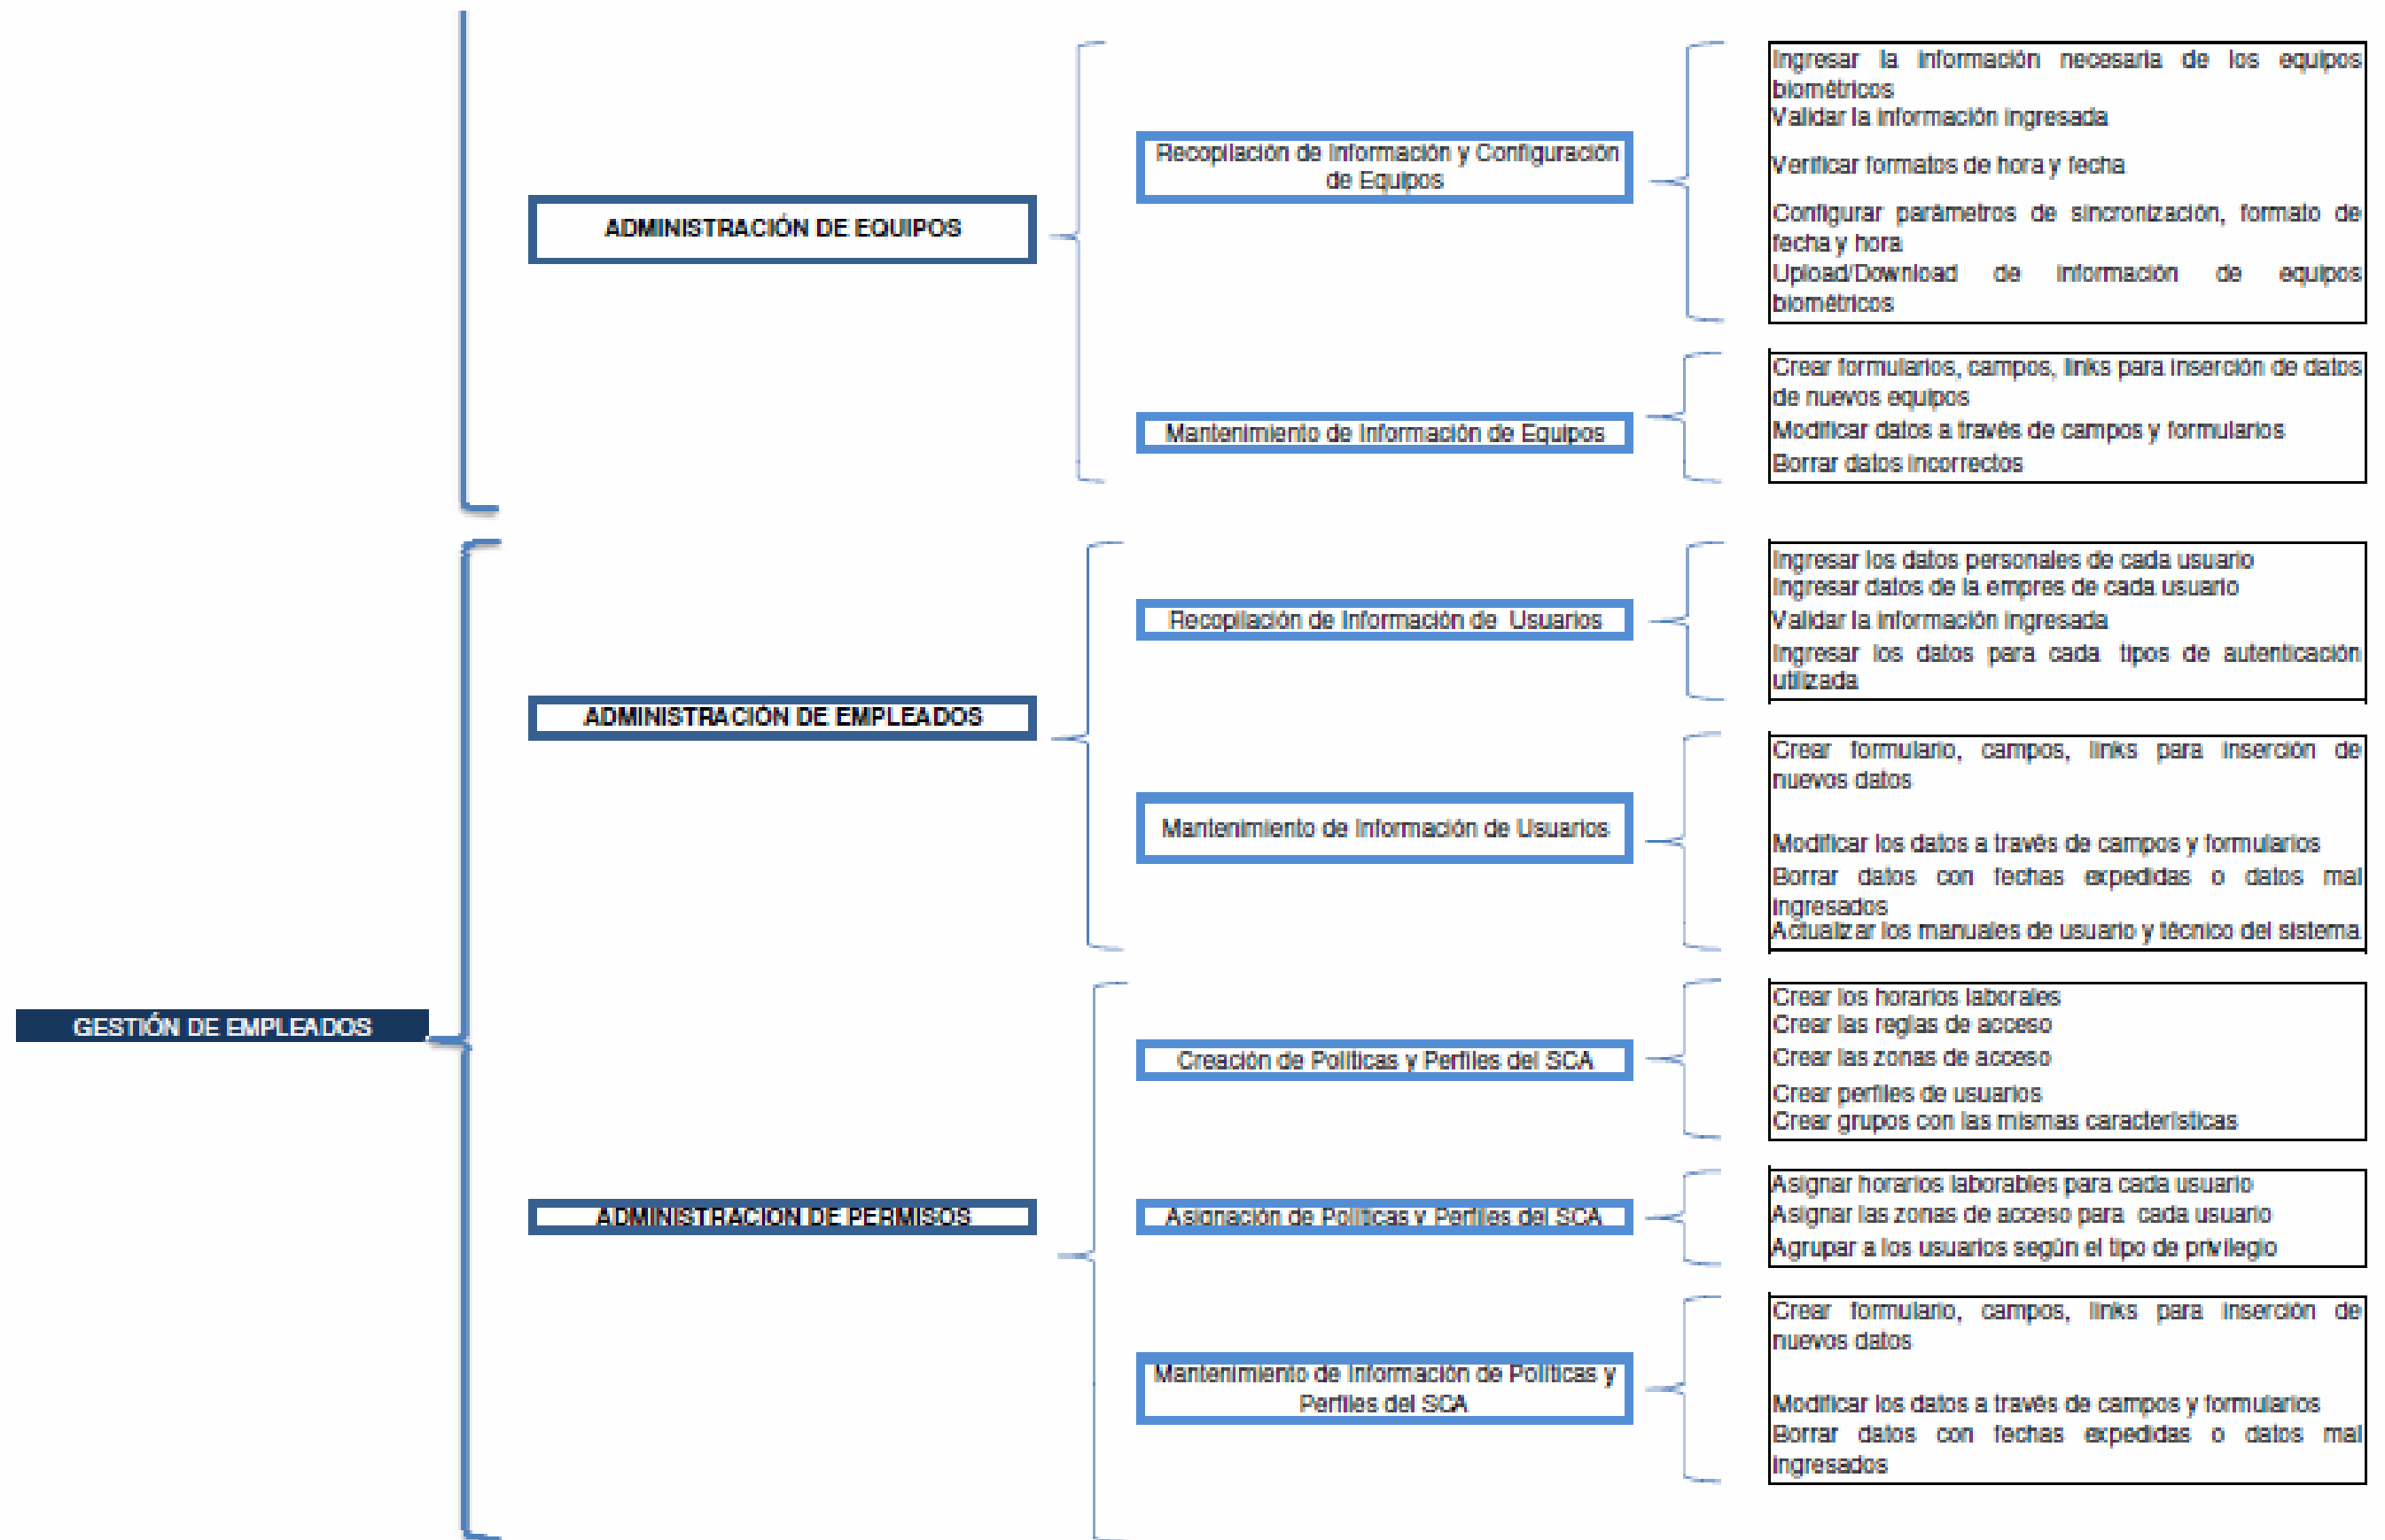 GESTIÓN DE EMPLEADOS
ADMINISTRACIÓN DE EQUIPOS
Recopilación de Información y Configuración
de Equipos
Ingresar la información necesaria de los equipos
biométricos
Validar la información ingresada
Verificar formatos de hora y fecha
Configurar parámetros de sincronización, formato de
fecha y hora
Upload/Download de información de equipos
biométricos
Mantenimiento de Información de Equipos
Crear formularios, campos, links para inserción de datos
de nuevos equipos
Modificar datos a través de campos y formularios
Borrar datos incorrectos
ADMINISTRACIÓN DE EMPLEADOS
Recopilación de Información de Usuarios
Ingresar los datos personales de cada usuario
Ingresar datos de la empres de cada usuario
Validar la información ingresada
Ingresar los datos para cada tipos de autenticación
utilizada
Mantenimiento de Información de Usuarios
Crear formulario, campos, links para inserción de
nuevos datos
Modificar los datos a través de campos y formularios
Borrar datos con fechas expedidas o datos mal
ingresados
Actualizar los manuales de usuario y técnico del sistema.
ADMINISTRACION DE PERMISOS
Creación de Políticas y Perfiles del SCA
Crear los horarios laborales
Crear las reglas de acceso
Crear las zonas de acceso
Crear perfiles de usuarios
Crear grupos con las mismas características
Asignación de Políticas y Perfiles del SCA
Asignar horarios laborables para cada usuario
Asignar las zonas de acceso para cada usuario
Agrupar a los usuarios según el tipo de privilegio
Mantenimiento de Información de Políticas y
Perfiles del SCA
Crear formulario, campos, links para inserción de
nuevos datos
Modificar los datos a través de campos y formularios
Borrar datos con fechas expedidas o datos mal
ingresados